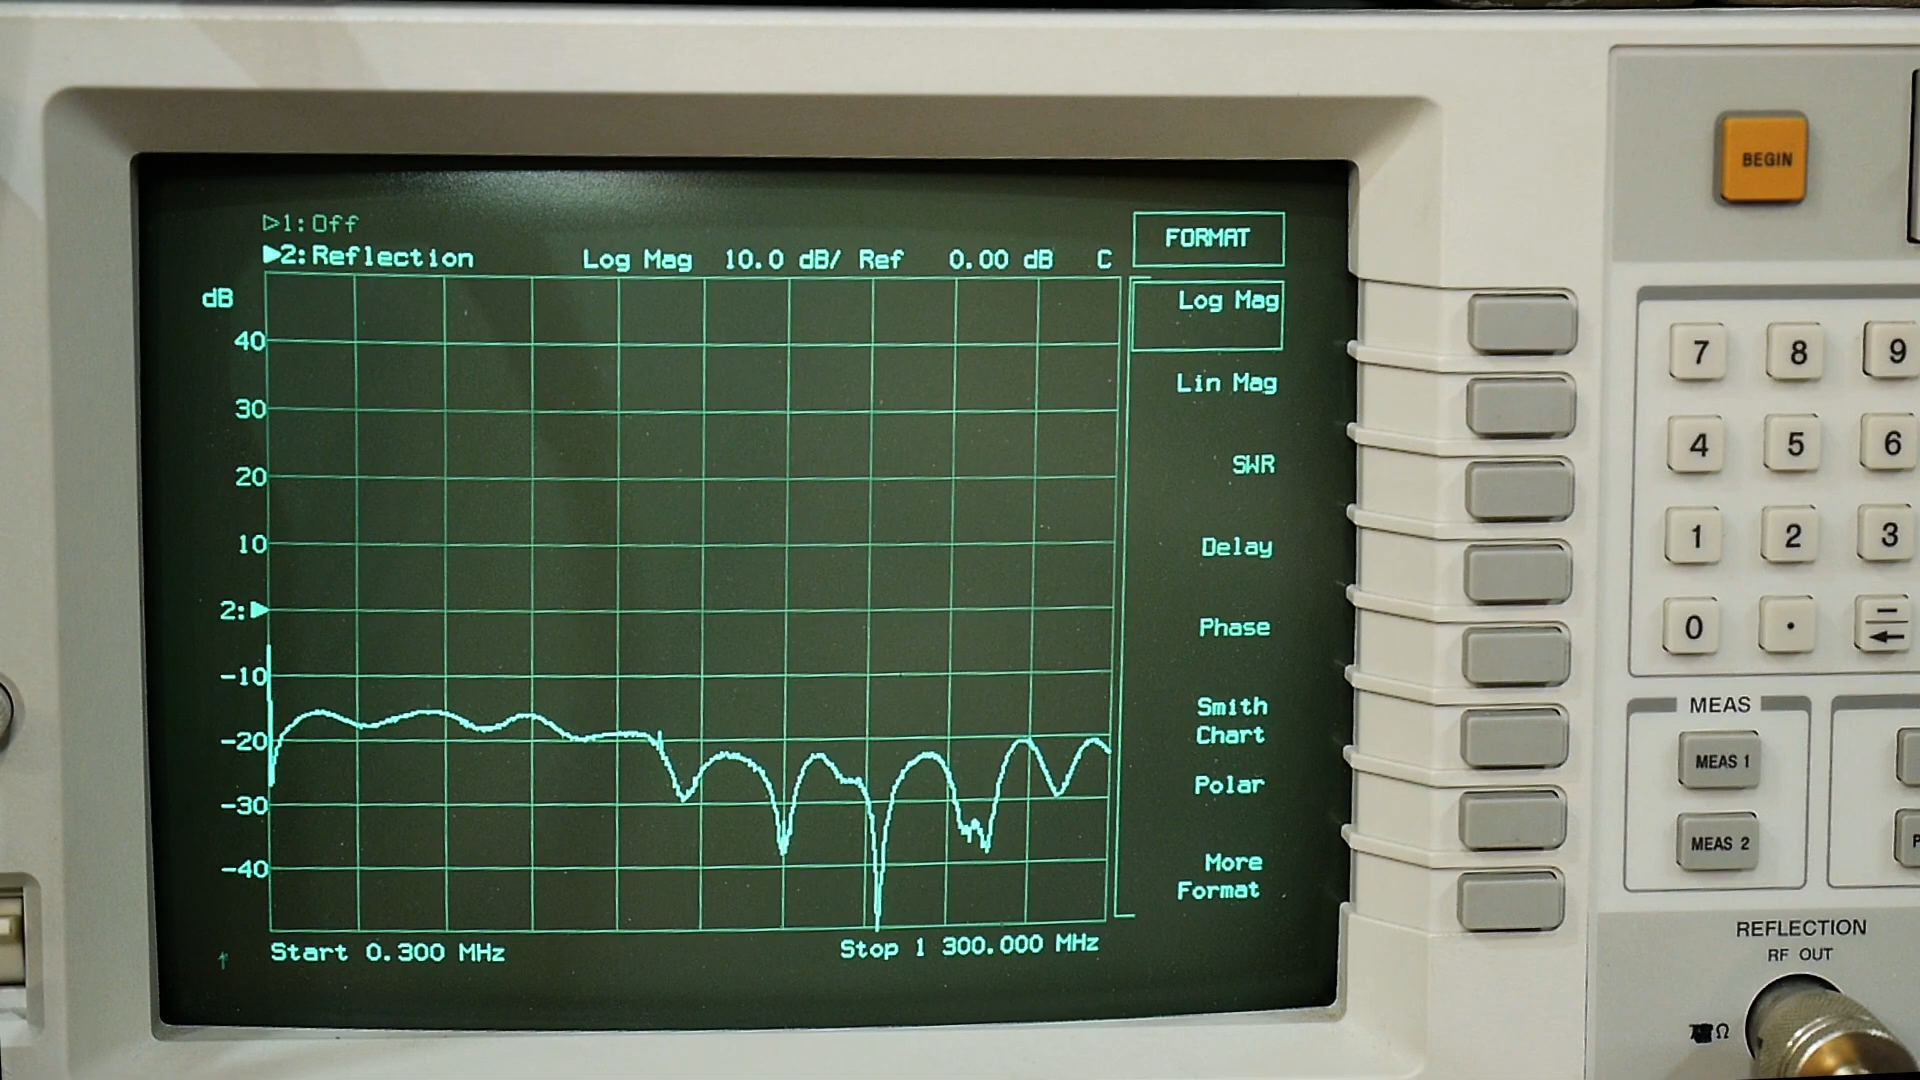 ▷1:Off
▶2:Reflection Log Mag 10.0 dB/ Ref 0.00 dB C
dB
40
30
20
10
2:▶
-10
-20
-30
-40
Start 0.300 MHz
Stop 1 300.000 MHz
FORMAT
Log Mag
Lin Mag
SWR
Delay
Phase
Smith
Chart
Polar
More
Format
BEGIN
7 8 9
4 5 6
1 2 3
0 . −
←
MEAS
MEAS 1
MEAS 2
REFLECTION
RF OUT
Ω